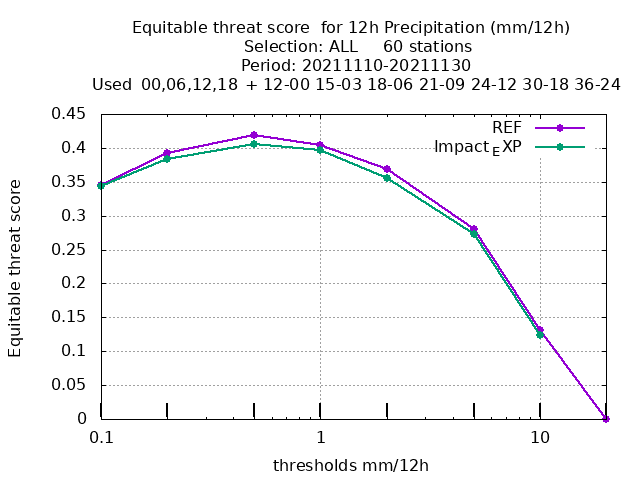 Equitable threat score  for 12h Precipitation (mm/12h)
Selection: ALL     60 stations
Period: 20211110-20211130
Used  00,06,12,18  + 12-00 15-03 18-06 21-09 24-12 30-18 36-24
REF
Impact_EXP
Equitable threat score
0.45
0.4
0.35
0.3
0.25
0.2
0.15
0.1
0.05
0
0.1 1 10
thresholds mm/12h